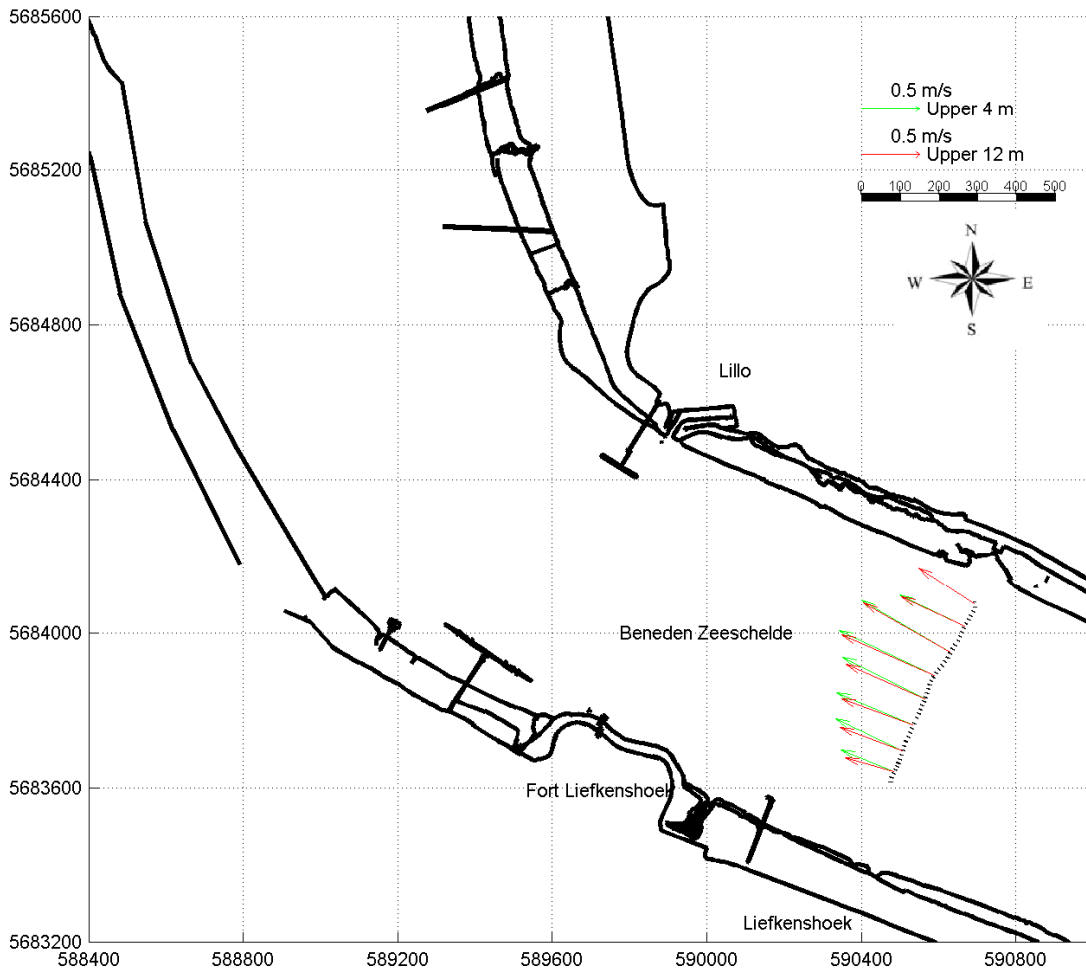 5685600
5685200
5684800
5684400
5684000
5683600
5683200
588400
588800
589200
589600
590000
590400
590800
0.5 m/s
Upper 4 m
0.5 m/s
Upper 12 m
0 100 200 300 400 500
N
W E
S
Lillo
Beneden Zeeschelde
Fort Liefkenshoek
Liefkenshoek